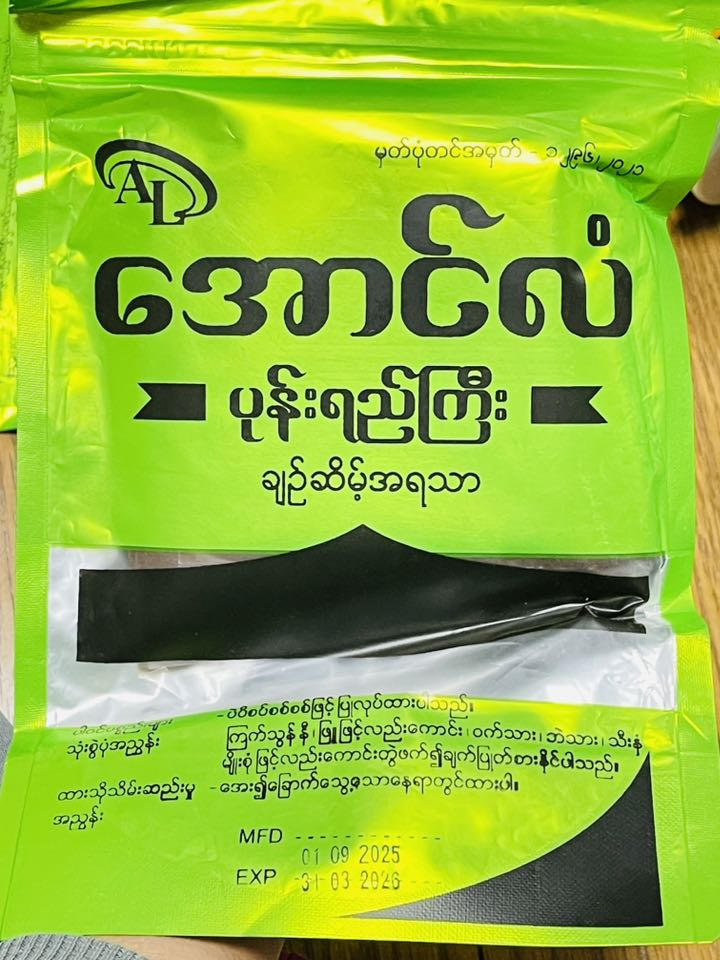 မှတ်ပုံတင်အမှတ် - ၁၂၉၆၊၂၀၂၁
AL
အောင်လံ
ပုန်းရည်ကြီး
ချဉ်ဆိမ့်အရသာ
ပါဝင်ပစ္စည်းများ - ပဲပိစပ်စစ်စစ်ဖြင့်ပြုလုပ်ထားပါသည်။
သုံးစွဲပုံအညွှန်း ကြက်သွန်နီ၊ ဖြူဖြင့်လည်းကောင်း၊ ဝက်သား၊ ဘဲသား၊ သီးနှံ
မျိုးစုံဖြင့်လည်းကောင်းတွဲဖက်၍ချက်ပြုတ်စားနိုင်ပါသည်။
ထားသိုသိမ်းဆည်းမှု - အေး၍ခြောက်သွေ့သောနေရာတွင်ထားပါ။
အညွှန်း
MFD 01 09 2025
EXP 31 03 2026